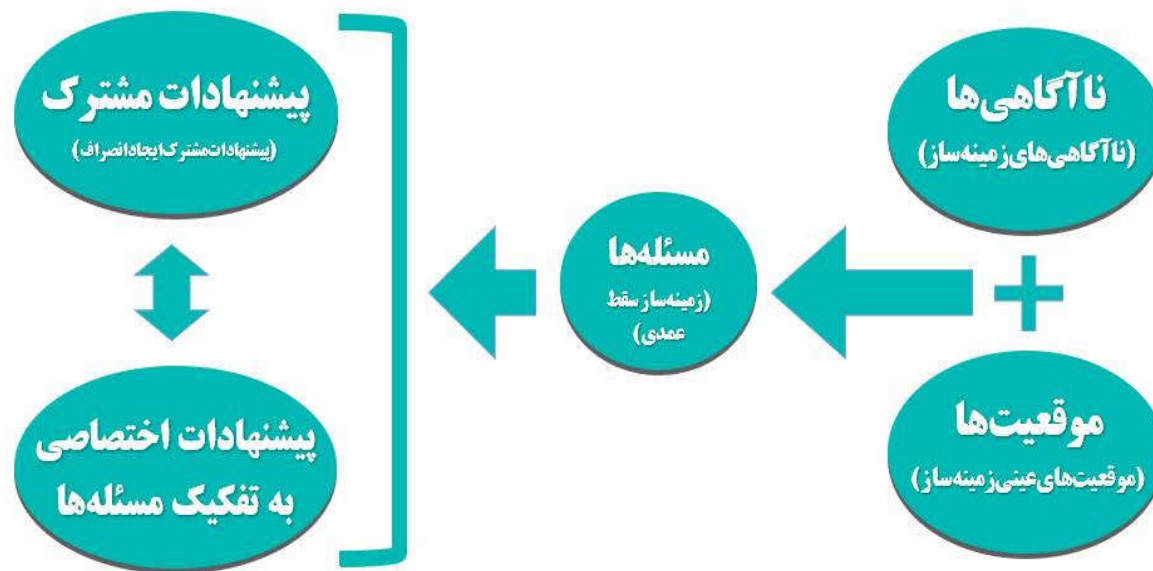 ناآگاهی‌ها
(ناآگاهی‌های زمینه‌ساز)
+
موقعیت‌ها
(موقعیت‌های عینی زمینه‌ساز)
مسئله‌ها
(زمینه‌ساز سقط
عمدی)
پیشنهادات مشترک
(پیشنهادات مشترک ایجاد انصراف)
پیشنهادات اختصاصی
به تفکیک مسئله‌ها